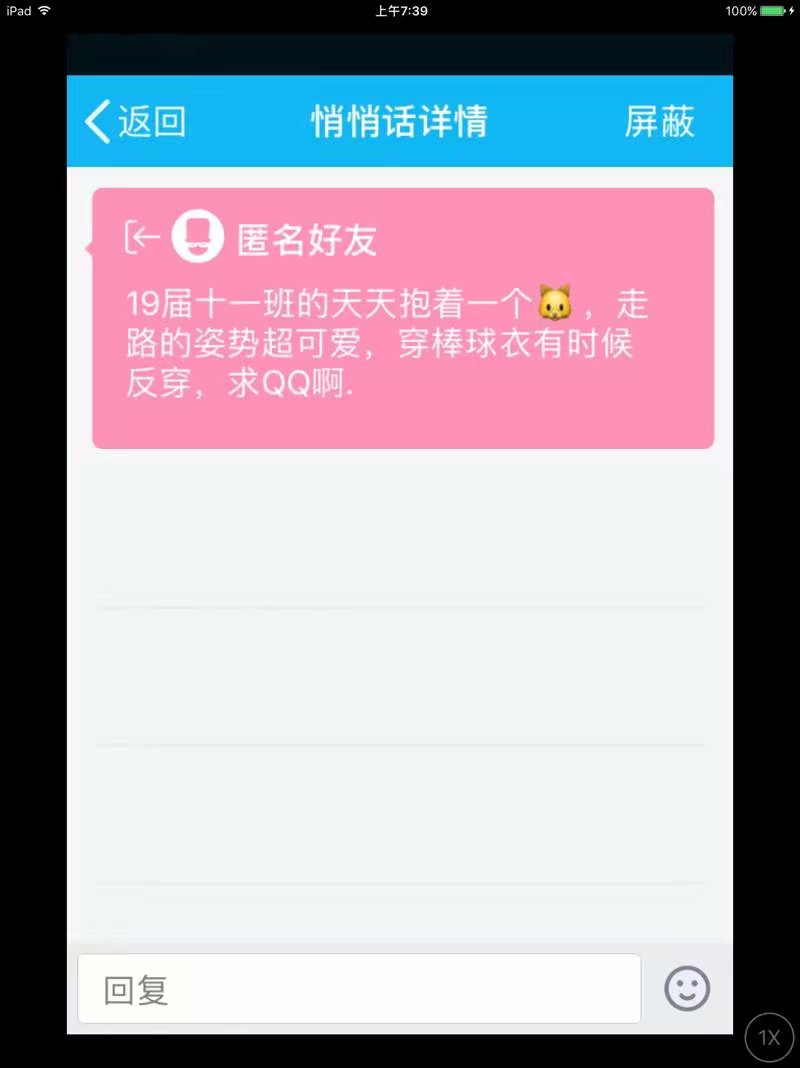 iPad 上午7:39 100%
返回 悄悄话详情 屏蔽
匿名好友
19届十一班的天天抱着一个🐱，走
路的姿势超可爱，穿棒球衣有时候
反穿，求QQ啊.
回复
1X